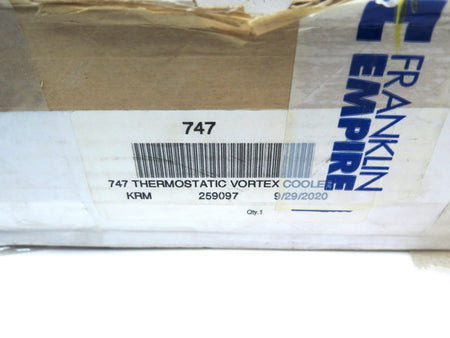 747
747 THERMOSTATIC VORTEX COOLER
KRM 259097 9/29/2020
Qty.1
FRANKLIN
EMPIRE